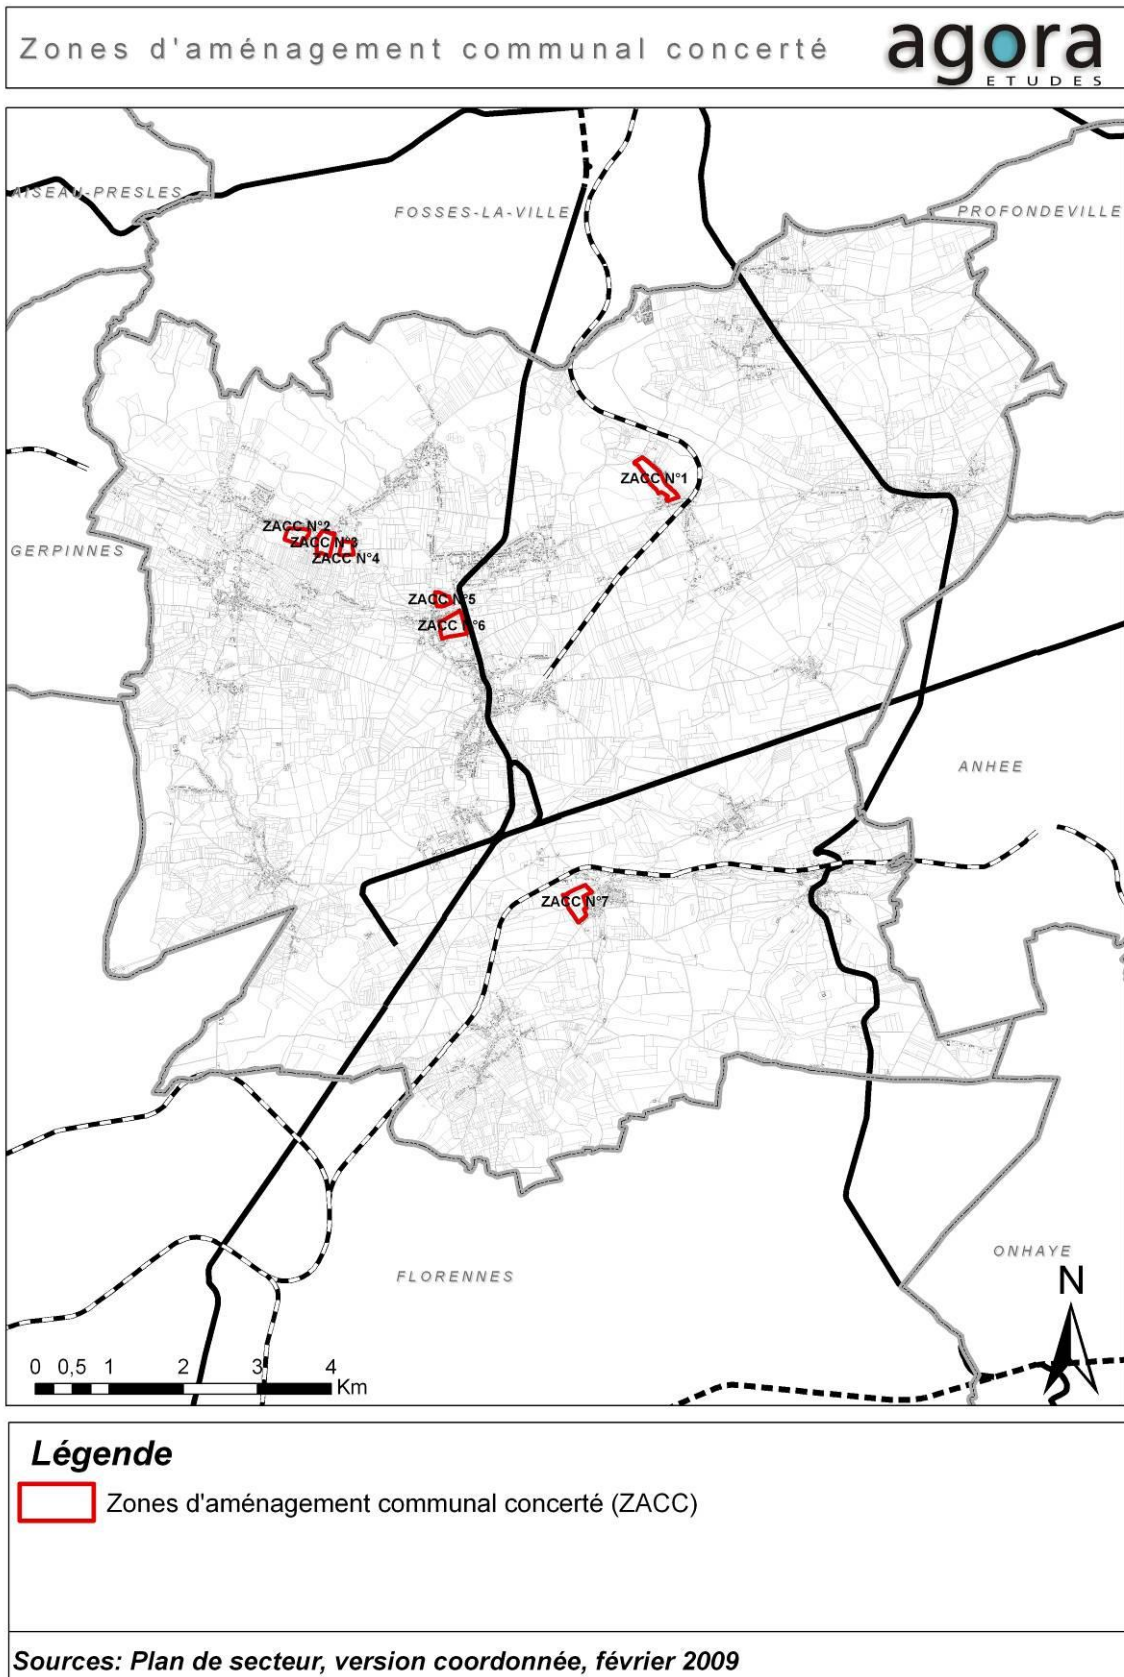 Zones d'aménagement communal concerté
agora
ETUDES
AISEAU-PRESLES
FOSSES-LA-VILLE
PROFONDEVILLE
ZACC N°1
ZACC N°2
ZACC N°3
GERPINNES
ZACC N°4
ZACC N°5
ZACC N°6
ANHEE
ZACC N°7
ONHAYE
FLORENNES
N
0 0,5 1 2 3 4
Km
Légende
Zones d'aménagement communal concerté (ZACC)
Sources: Plan de secteur, version coordonnée, février 2009